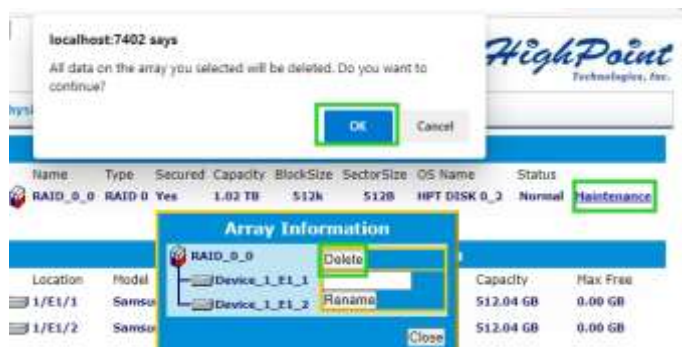 localhost:7402 says
All data on the array you selected will be deleted. Do you want to
continue?
OK Cancel
HighPoint
Technologies, Inc.
Name Type Secured Capacity BlockSize SectorSize OS Name Status
RAID_0_0 RAID 0 Yes 1.02 TB 512k 512B HPT DISK 0_2 Normal Maintenance
Array Information
RAID_0_0 Delete
Device_1_E1_1
Device_1_E1_2 Rename
Close
Location Model Capacity Max Free
1/E1/1 Samsu 512.04 GB 0.00 GB
1/E1/2 Samsu 512.04 GB 0.00 GB